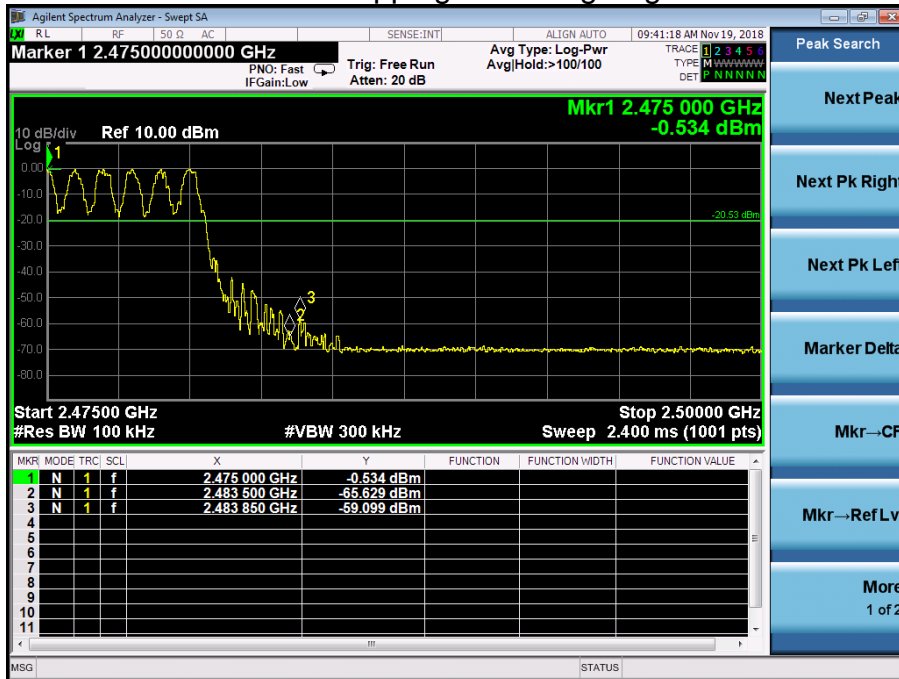 Agilent Spectrum Analyzer - Swept SA
LXI RL RF 50 Ω AC SENSE:INT ALIGN AUTO 09:41:18 AM Nov 19, 2018
Marker 1 2.475000000000 GHz
PNO: Fast
IFGain:Low
Trig: Free Run
Atten: 20 dB
Avg Type: Log-Pwr
Avg|Hold:>100/100
TRACE 1 2 3 4 5 6
TYPE M WWWWW
DET P N N N N N
Peak Search
Mkr1 2.475 000 GHz
-0.534 dBm
10 dB/div Ref 10.00 dBm
Log
1
0.00
-10.0
-20.0
-20.53 dBm
-30.0
-40.0
-50.0
3
-60.0
2
-70.0
-80.0
Start 2.47500 GHz Stop 2.50000 GHz
#Res BW 100 kHz #VBW 300 kHz Sweep 2.400 ms (1001 pts)
MKR MODE TRC SCL X Y FUNCTION FUNCTION WIDTH FUNCTION VALUE
1 N 1 f 2.475 000 GHz -0.534 dBm
2 N 1 f 2.483 500 GHz -65.629 dBm
3 N 1 f 2.483 850 GHz -59.099 dBm
4
5
6
7
8
9
10
11
MSG STATUS
Next Peak
Next Pk Right
Next Pk Left
Marker Delta
Mkr→CF
Mkr→Ref Lv
More
1 of 2